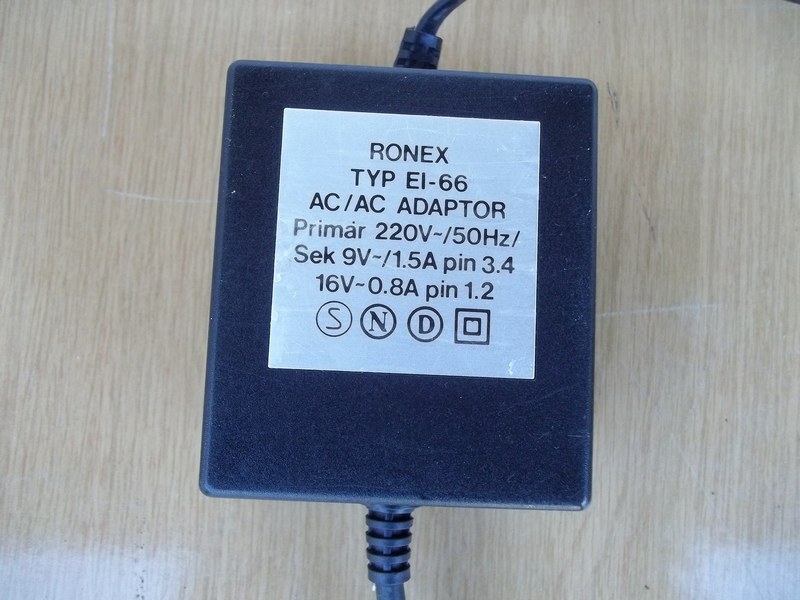 RONEX
TYP EI-66
AC/AC ADAPTOR
Primär 220V~/50Hz/
Sek 9V~/1.5A pin 3.4
16V~0.8A pin 1.2
S N D